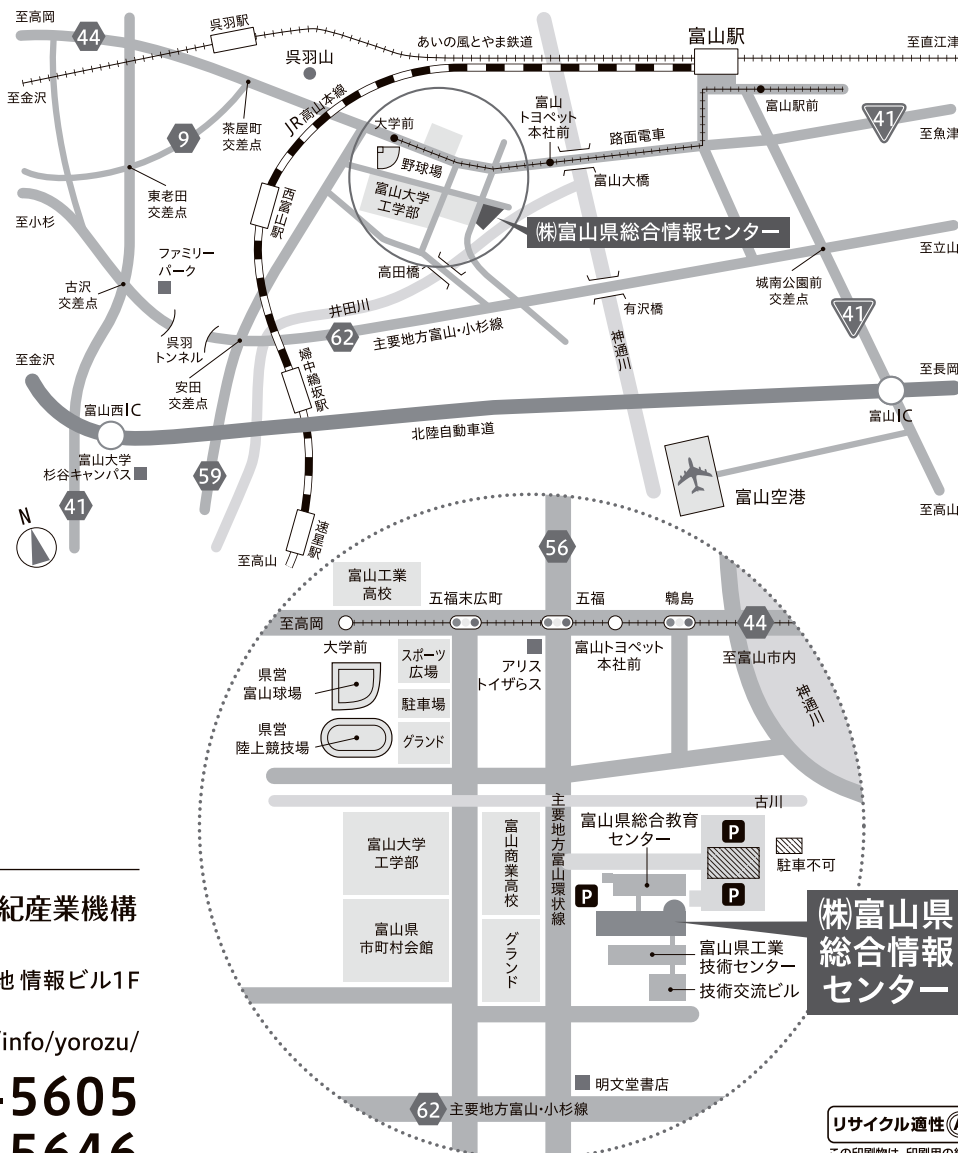 至高岡
44
呉羽駅
あいの風とやま鉄道
富山駅
至直江津
呉羽山
至金沢
JR高山本線
富山駅前
41
9
茶屋町
交差点
大学前
富山
トヨペット
本社前
路面電車
至魚津
野球場
東老田
交差点
西富山駅
富山大学
工学部
富山大橋
至小杉
㈱富山県総合情報センター
至立山
ファミリー
パーク
高田橋
城南公園前
交差点
古沢
交差点
井田川
有沢橋
41
呉羽
トンネル
62
主要地方富山・小杉線
神通川
至金沢
安田
交差点
婦中鵜坂駅
至長岡
富山西IC
北陸自動車道
富山IC
富山大学
杉谷キャンパス
59
富山空港
41
至高山
N
速星駅
至高山
56
富山工業
高校
五福末広町
五福
鵯島
至高岡
44
大学前
スポーツ
広場
アリス
トイザらス
富山トヨペット
本社前
至富山市内
県営
富山球場
駐車場
神通川
県営
陸上競技場
グランド
古川
主要地方富山環状線
富山大学
工学部
富山商業高校
富山県総合教育
センター
P
駐車不可
P
P
富山県
市町村会館
グランド
㈱富山県
総合情報
センター
富山県工業
技術センター
技術交流ビル
明文堂書店
62
主要地方富山・小杉線
紀産業機構
地 情報ビル1F
/info/yorozu/
-5605
-5646
リサイクル適性Ⓐ
この印刷物は、印刷用の紙